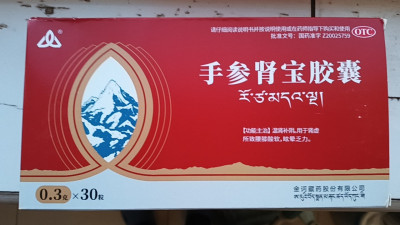 请仔细阅读说明书并按说明使用或在药师指导下购买和使用
批准文号：国药准字 Z20025759
OTC
手参肾宝胶囊
རོ་ཙ་མདའ་ལྔ།
【功能主治】温肾补阴。用于肾虚
所致腰膝酸软，眩晕乏力。
0.3克×30粒
金诃藏药股份有限公司